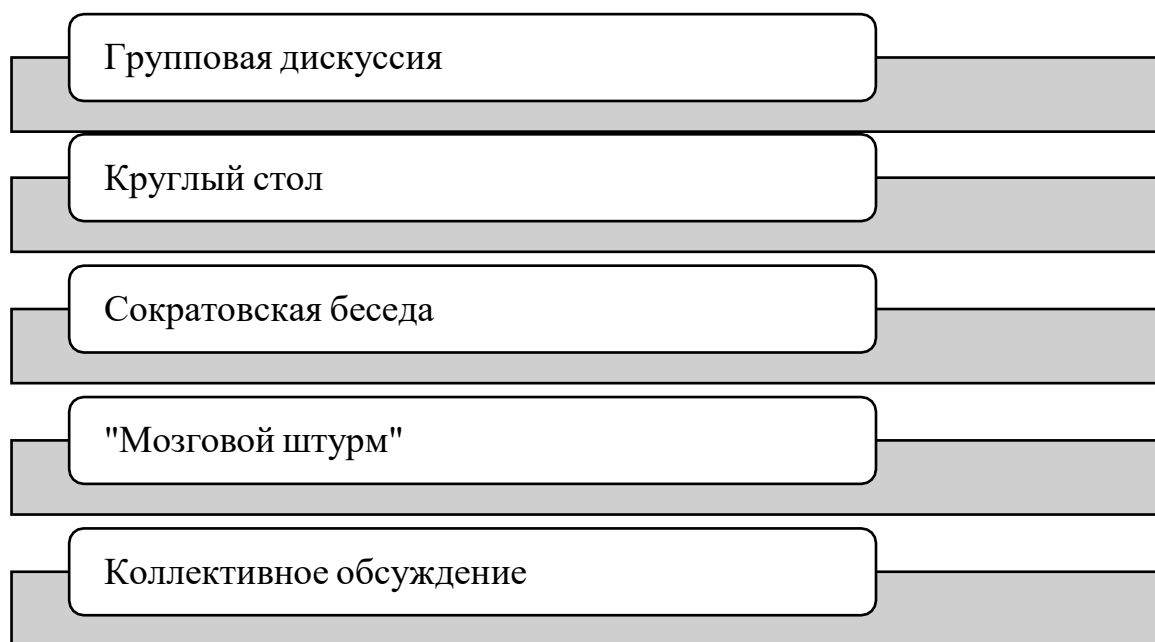 Групповая дискуссия
Круглый стол
Сократовская беседа
"Мозговой штурм"
Коллективное обсуждение